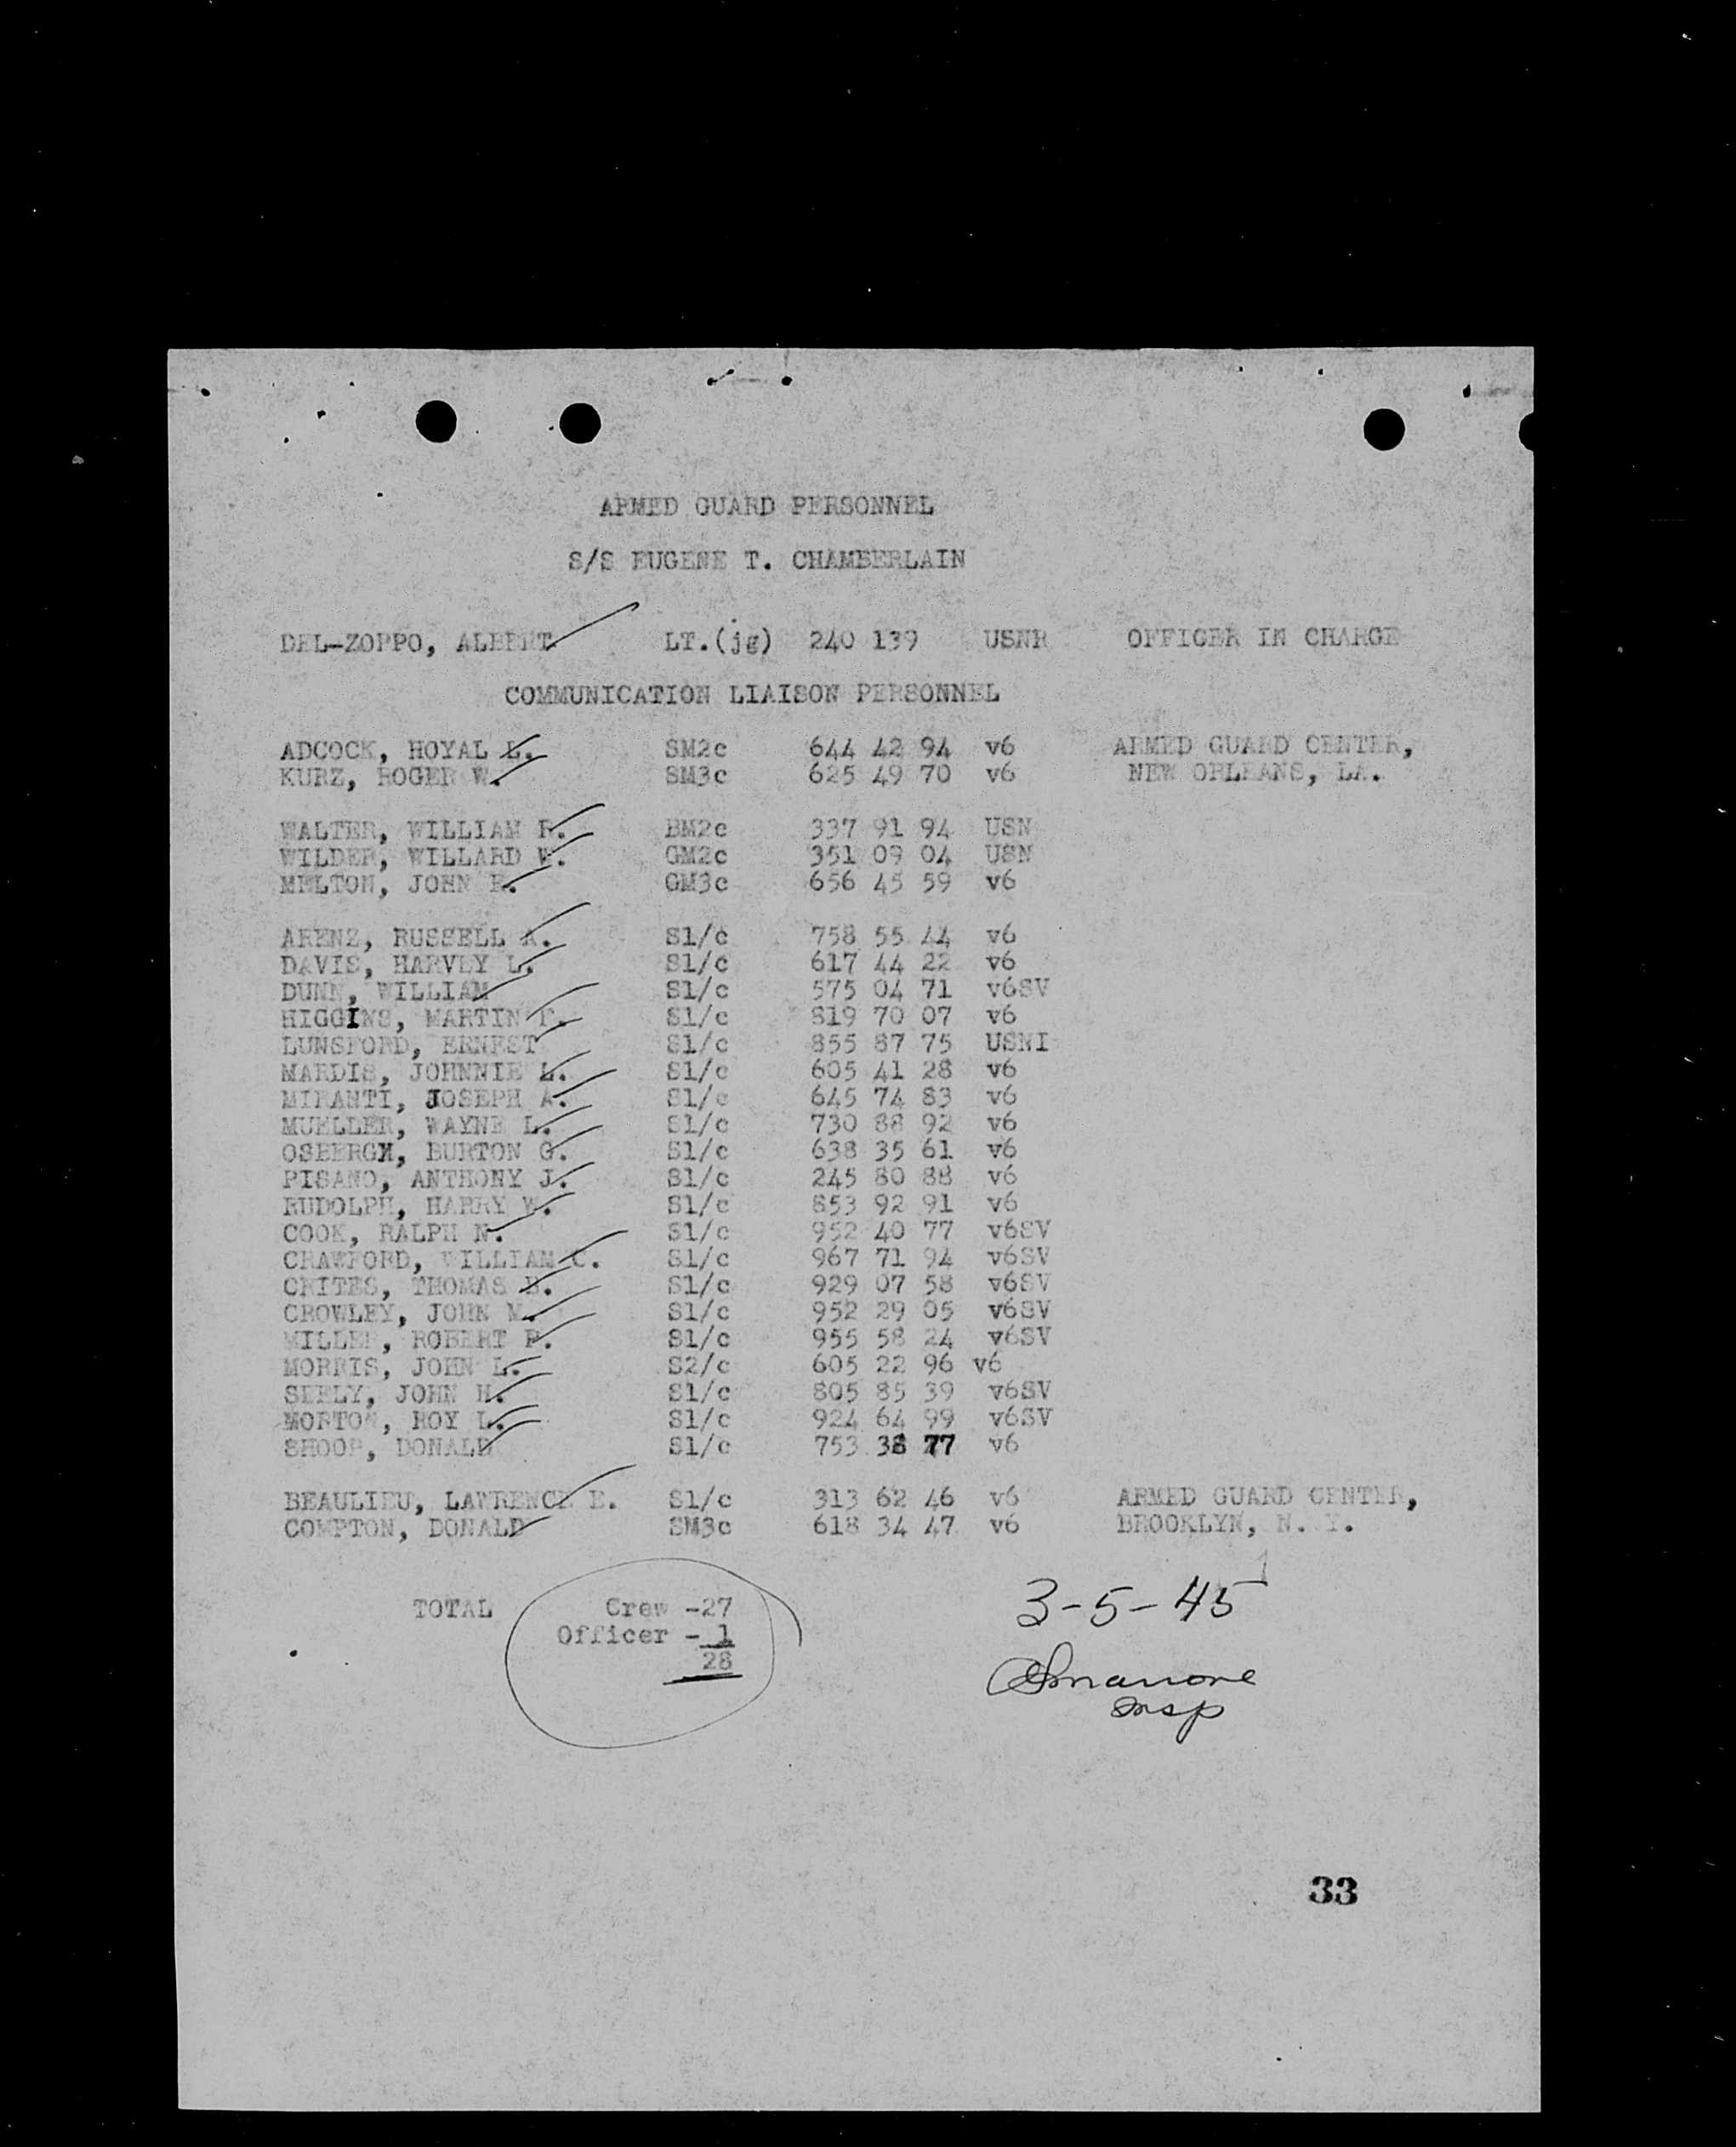 ARMED GUARD PERSONNEL
S/S EUGENE T. CHAMBERLAIN
DEL-ZOPPO, ALBERT LT.(jg) 240 139 USNR OFFICER IN CHARGE
COMMUNICATION LIAISON PERSONNEL
ADCOCK, HOYAL L. SM2c 644 42 94 v6 ARMED GUARD CENTER,
KURZ, ROGER W. SM3c 625 49 70 v6 NEW ORLEANS, LA.
WALTER, WILLIAM R. BM2c 337 91 94 USN
WILDER, WILLARD W. GM2c 351 09 04 USN
MELTON, JOHN GM3c 656 45 59 v6
ARENZ, RUSSELL A. S1/c 758 55 44 v6
DAVIS, HARVEY L. S1/c 617 44 22 v6
DUNN, WILLIAM S1/c 575 04 71 v6SV
HIGGINS, MARTIN S1/c 819 70 07 v6
LUNSFORD, ERNEST S1/c 855 87 75 USNI
MARDIS, JOHNNIE L. S1/c 605 41 28 v6
MIRANTI, JOSEPH A. S1/c 645 74 83 v6
MUELLER, WAYNE L. S1/c 730 88 92 v6
OSBERGH, BURTON G. S1/c 638 35 61 v6
PISANO, ANTHONY J. S1/c 245 80 88 v6
RUDOLPH, HARRY W. S1/c 853 92 91 v6
COOK, RALPH N. S1/c 952 40 77 v6SV
CRAWFORD, WILLIAM C. S1/c 967 71 94 v6SV
CRITES, THOMAS S1/c 929 07 58 v6SV
CROWLEY, JOHN S1/c 952 29 05 v6SV
MILLER, ROBERT S1/c 955 58 24 v6SV
MORRIS, JOHN L. S2/c 605 22 96 v6
SEELY, JOHN H. S1/c 805 85 39 v6SV
MORTON, ROY L. S1/c 924 64 99 v6SV
SHOOP, DONALD S1/c 753 38 77 v6
BEAULIEU, LAWRENCE E. S1/c 313 62 46 v6 ARMED GUARD CENTER,
COMPTON, DONALD SM3c 618 34 47 v6 BROOKLYN, N. Y.
TOTAL Crew -27
Officer - 1
28
3-5-45
Insp
33